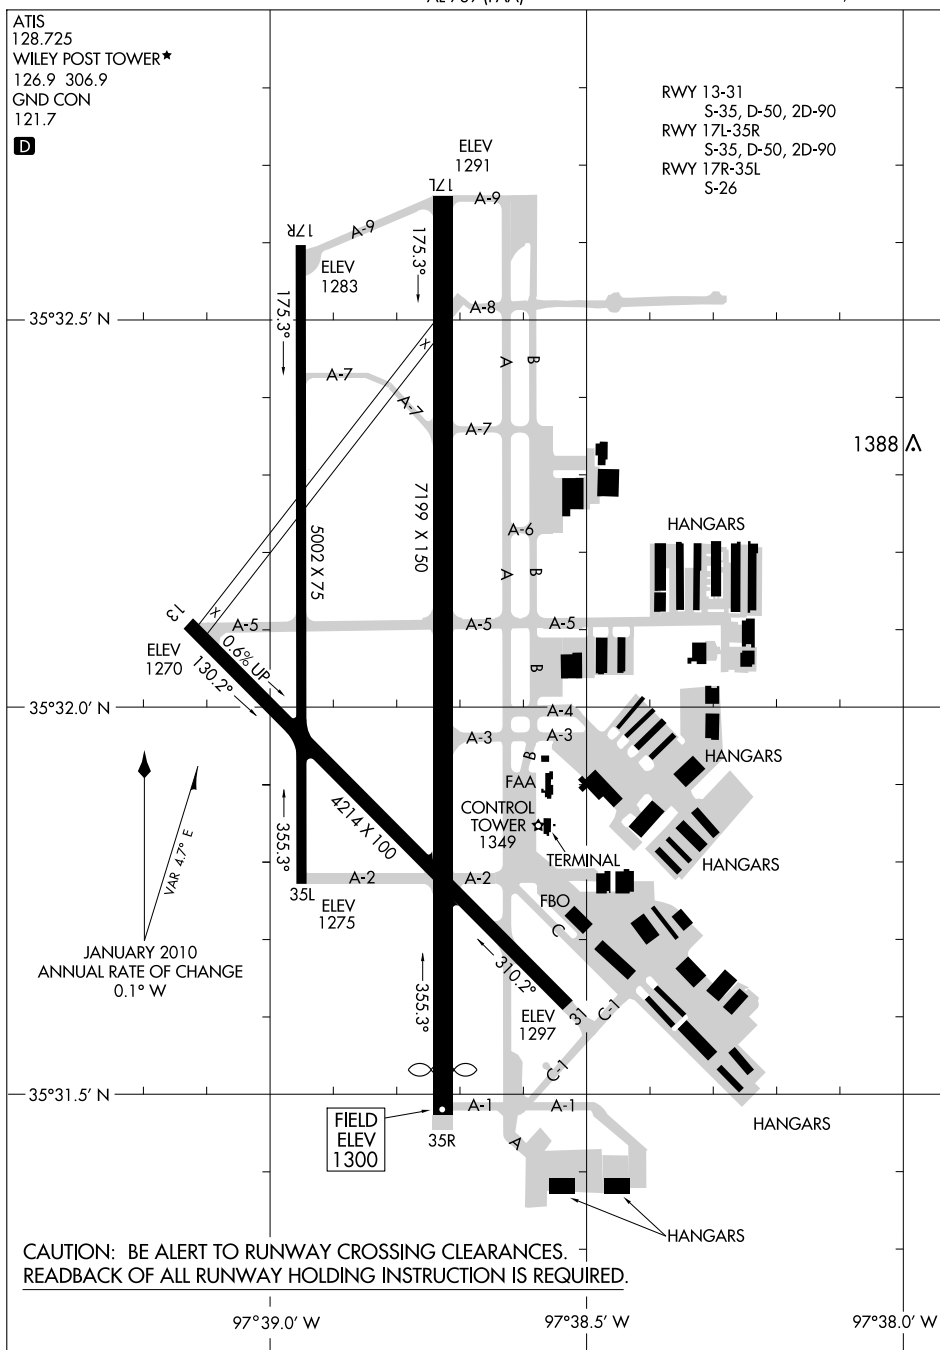 ATIS
128.725
WILEY POST TOWER★
126.9 306.9
GND CON
121.7
D
RWY 13-31
S-35, D-50, 2D-90
RWY 17L-35R
S-35, D-50, 2D-90
RWY 17R-35L
S-26
ELEV
1291
17L
A-9
A-9
17R
ELEV
1283
175.3°
175.3°
A-8
35°32.5' N
X
A
B
A-7
A-7
A-7
1388
7199 X 150
5002 X 75
A-6
HANGARS
A
B
X
13
A-5
A-5
A-5
ELEV
1270
0.6% UP
130.2°
B
35°32.0' N
A-4
A-3
A-3
B
HANGARS
FAA
VAR 4.7° E
355.3°
4214 X 100
CONTROL
TOWER
1349
TERMINAL
HANGARS
A-2
A-2
35L
ELEV
1275
FBO
C
JANUARY 2010
ANNUAL RATE OF CHANGE
0.1° W
355.3°
310.2°
ELEV
1297
31
C-1
C-1
35°31.5' N
A-1
A-1
HANGARS
FIELD
ELEV
1300
35R
A
HANGARS
CAUTION: BE ALERT TO RUNWAY CROSSING CLEARANCES.
READBACK OF ALL RUNWAY HOLDING INSTRUCTION IS REQUIRED.
97°39.0' W
97°38.5' W
97°38.0' W